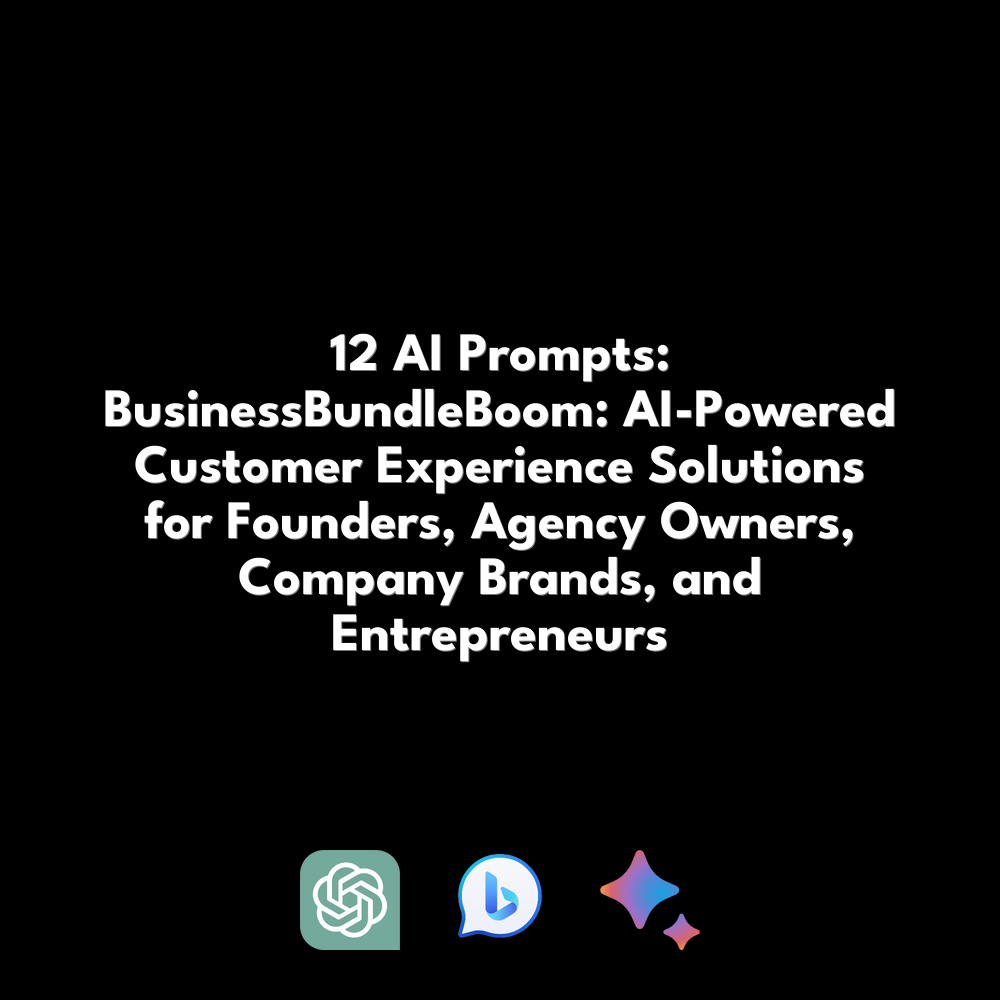 12 AI Prompts:
BusinessBundleBoom: AI-Powered
Customer Experience Solutions
for Founders, Agency Owners,
Company Brands, and
Entrepreneurs